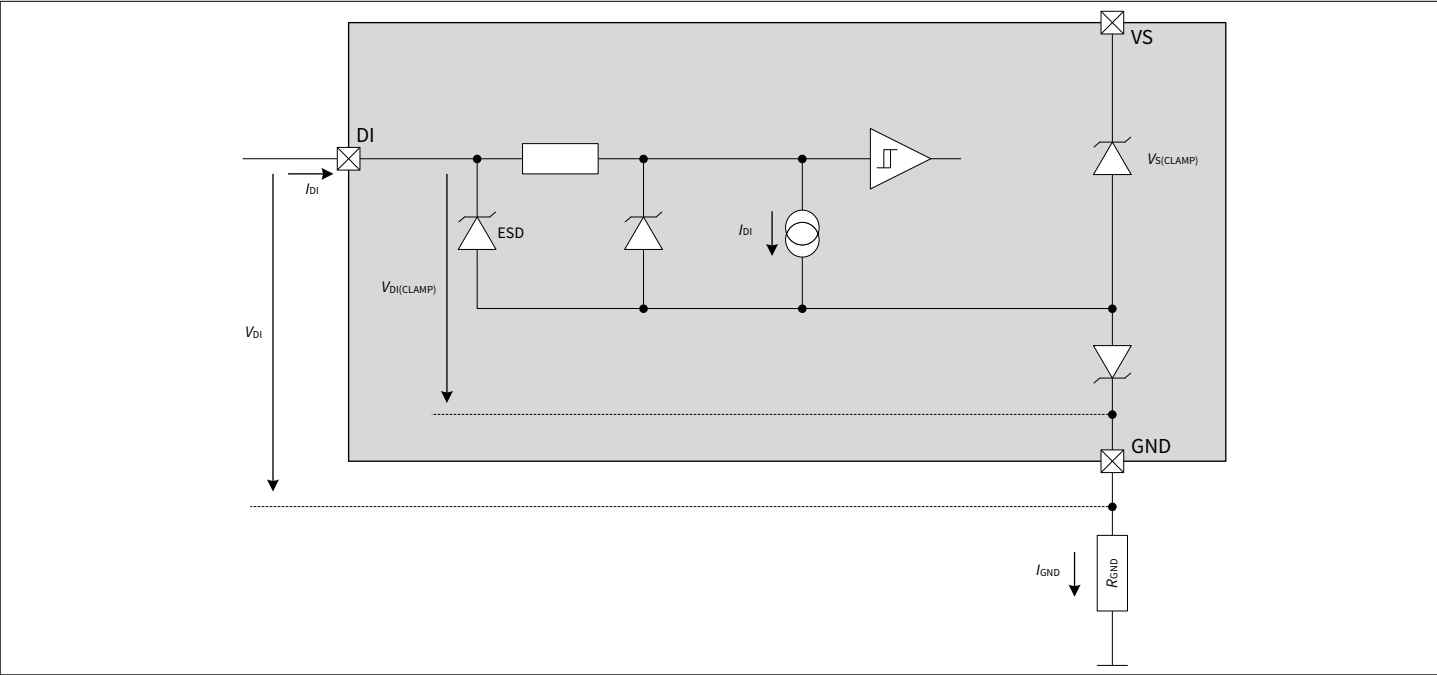 VS
DI
VS(CLAMP)
IDI
ESD
IDI
VDI(CLAMP)
VDI
GND
IGND
RGND